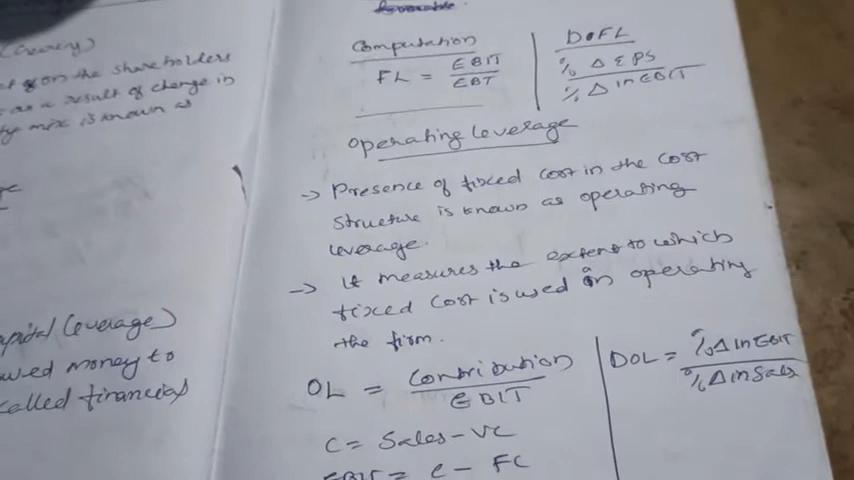 (Gearing)
on the shareholders
as a result of change in
mix is known as
capital leverage)
money to
called financial
favourable.
Computation
FL = EBIT / EBT
DOFL
% Δ EPS
% Δ in EBIT
Operating leverage
-> Presence of fixed cost in the cost
structure is known as operating
leverage.
-> It measures the extent to which
fixed cost is used in operating
the firm.
OL = Contribution / EBIT
DOL = % Δ in EBIT / % Δ in Sales
C = Sales - VC
EBIT = C - FC